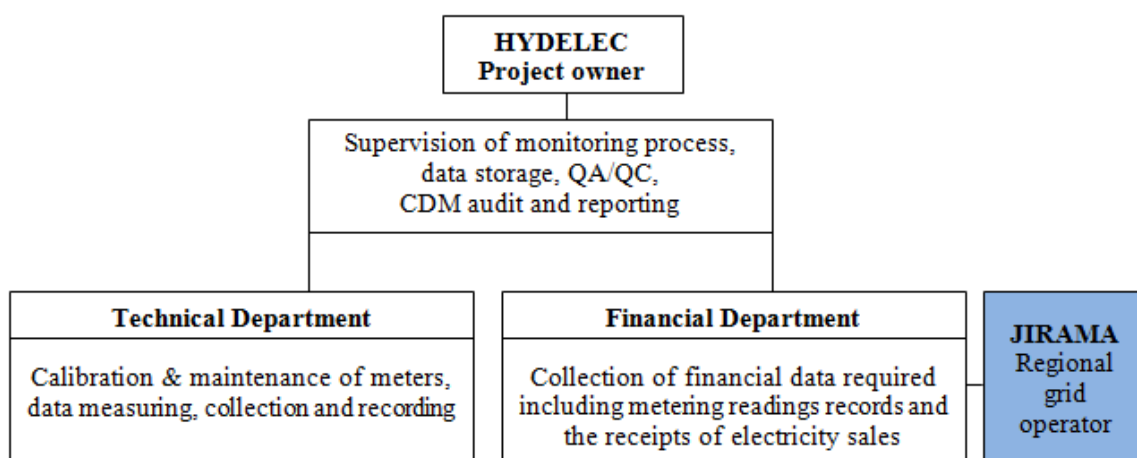 HYDELEC
Project owner
Supervision of monitoring process,
data storage, QA/QC,
CDM audit and reporting
Technical Department
Calibration & maintenance of meters,
data measuring, collection and recording
Financial Department
Collection of financial data required
including metering readings records and
the receipts of electricity sales
JIRAMA
Regional
grid
operator